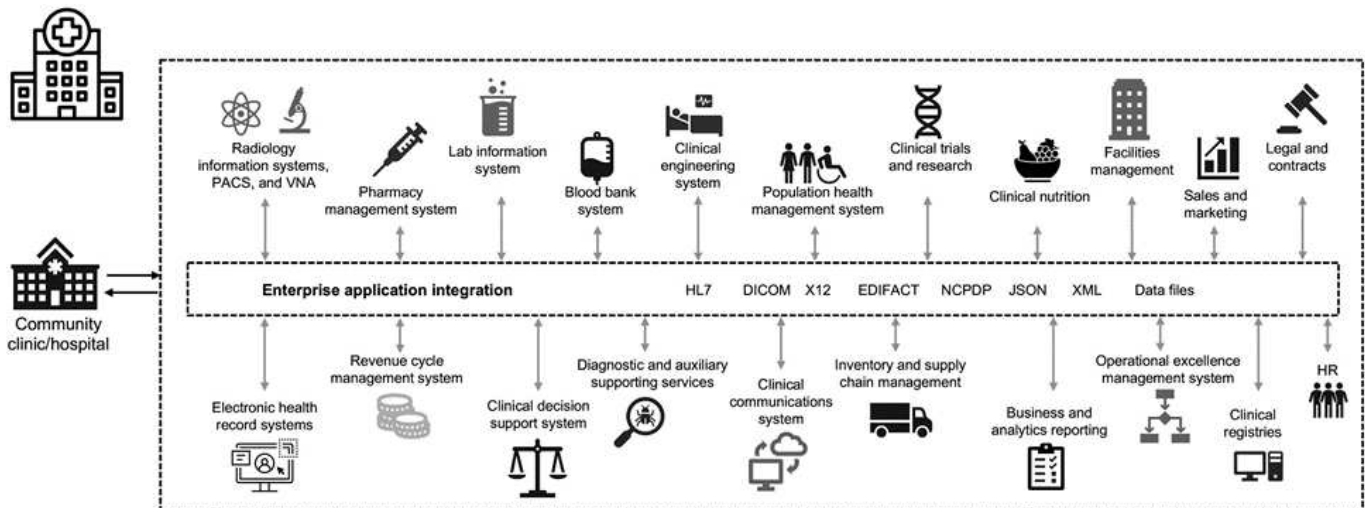 Radiology
information systems,
PACS, and VNA
Pharmacy
management system
Lab information
system
Blood bank
system
Clinical
engineering
system
Population health
management system
Clinical trials
and research
Clinical nutrition
Facilities
management
Sales and
marketing
Legal and
contracts
Community
clinic/hospital
Enterprise application integration HL7 DICOM X12 EDIFACT NCPDP JSON XML Data files
Electronic health
record systems
Revenue cycle
management system
Clinical decision
support system
Diagnostic and auxiliary
supporting services
Clinical
communications
system
Inventory and supply
chain management
Business and
analytics reporting
Operational excellence
management system
Clinical
registries
HR